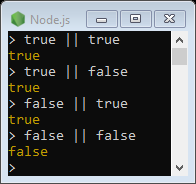 Node.js
> true || true
true
> true || false
true
> false || true
true
> false || false
false
>